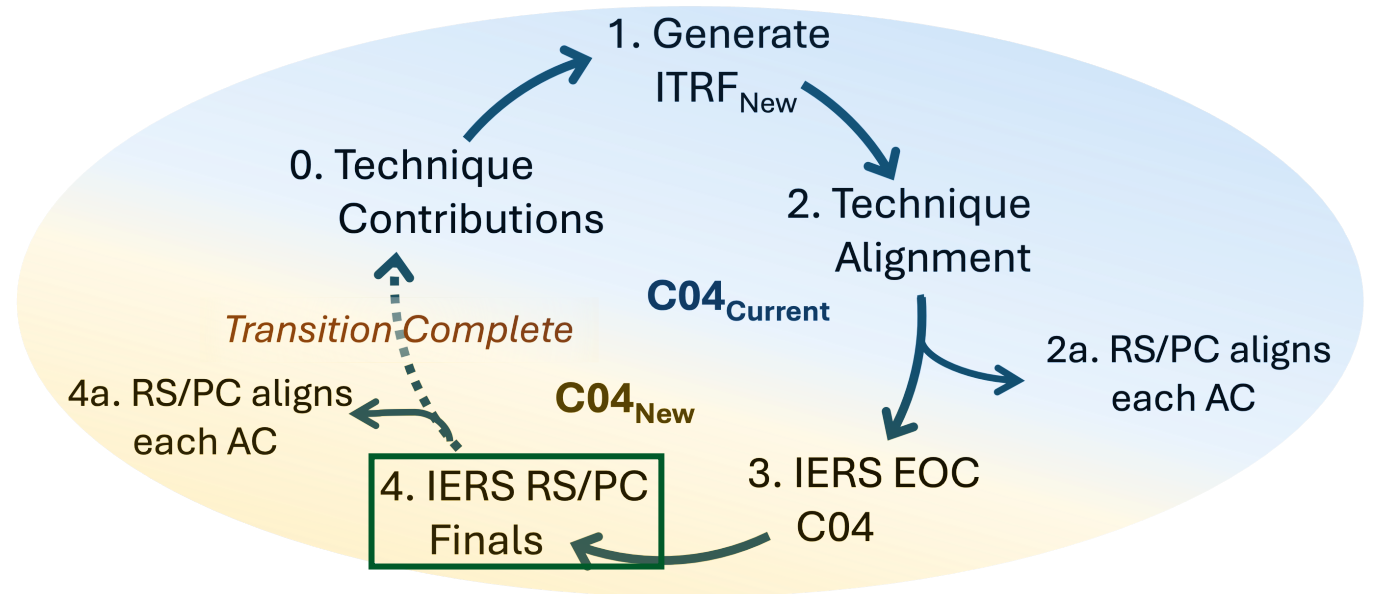 1. Generate
ITRF_New
0. Technique
Contributions
2. Technique
Alignment
C04_Current
Transition Complete
2a. RS/PC aligns
each AC
4a. RS/PC aligns
each AC
C04_New
4. IERS RS/PC
Finals
3. IERS EOC
C04